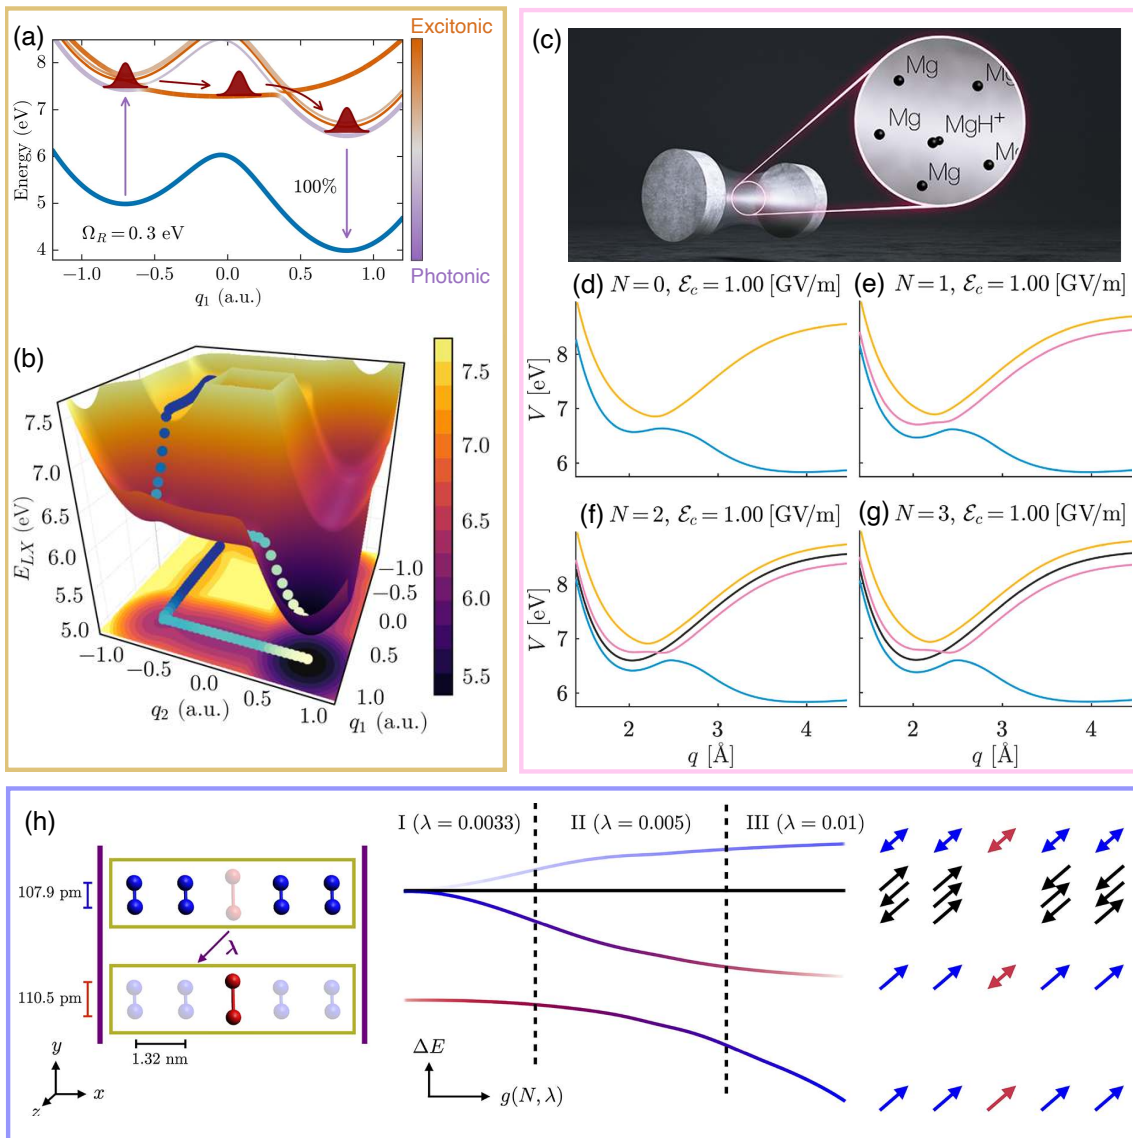 (a)
Excitonic
8
7
6
5
4
Energy (eV)
100%
Ω_R = 0.3 eV
−1.0 −0.5 0.0 0.5 1.0
q₁ (a.u.)
Photonic
(b)
7.5
7.0
6.5
6.0
5.5
5.0
E_LX (eV)
−1.0
−0.5
0.0
0.5
1.0
q₂ (a.u.)
−1.0
−0.5
0.0
0.5
1.0
q₁ (a.u.)
7.5
7.0
6.5
6.0
5.5
(c)
Mg
Mg
Mg
MgH⁺
Mg
(d) N = 0, ℰ_c = 1.00 [GV/m]
(e) N = 1, ℰ_c = 1.00 [GV/m]
8
7
6
V [eV]
(f) N = 2, ℰ_c = 1.00 [GV/m]
(g) N = 3, ℰ_c = 1.00 [GV/m]
8
7
6
V [eV]
2 3 4
q [Å]
2 3 4
q [Å]
(h)
I (λ = 0.0033)
II (λ = 0.005)
III (λ = 0.01)
107.9 pm
λ
110.5 pm
1.32 nm
y
x
z
ΔE
g(N, λ)